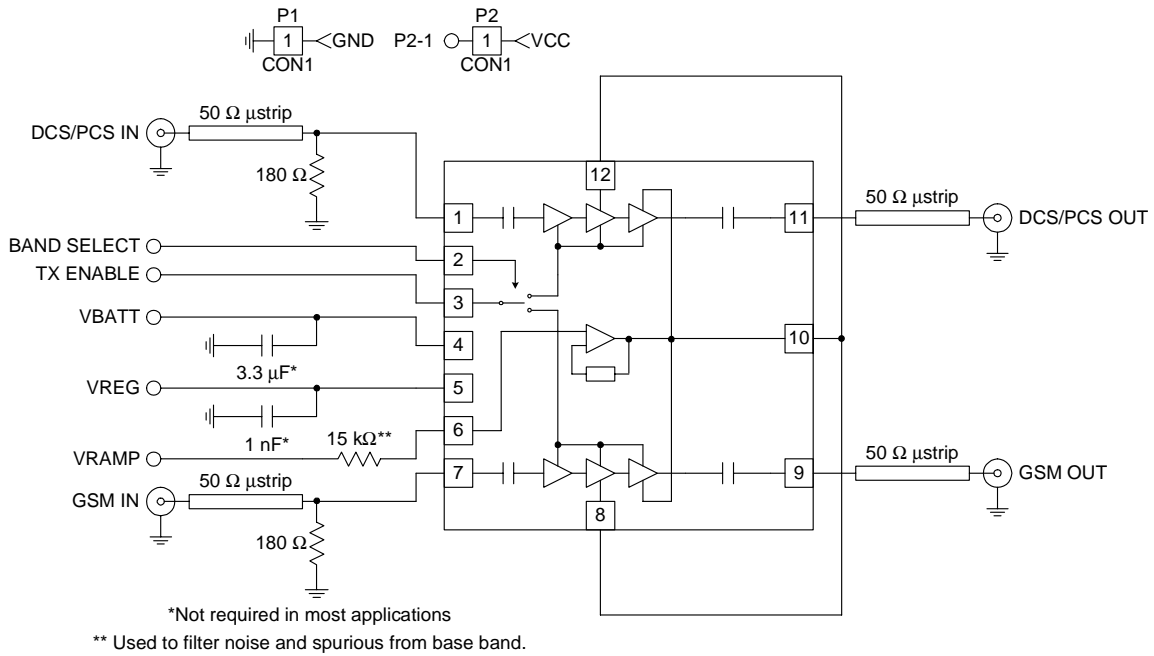 P1
P2
1
GND
P2-1
1
VCC
CON1
CON1
50 Ω μstrip
DCS/PCS IN
180 Ω
12
50 Ω μstrip
1
11
DCS/PCS OUT
BAND SELECT
2
TX ENABLE
3
VBATT
4
10
3.3 μF*
VREG
5
1 nF*
15 kΩ**
6
VRAMP
50 Ω μstrip
7
9
50 Ω μstrip
GSM OUT
GSM IN
8
180 Ω
*Not required in most applications
** Used to filter noise and spurious from base band.